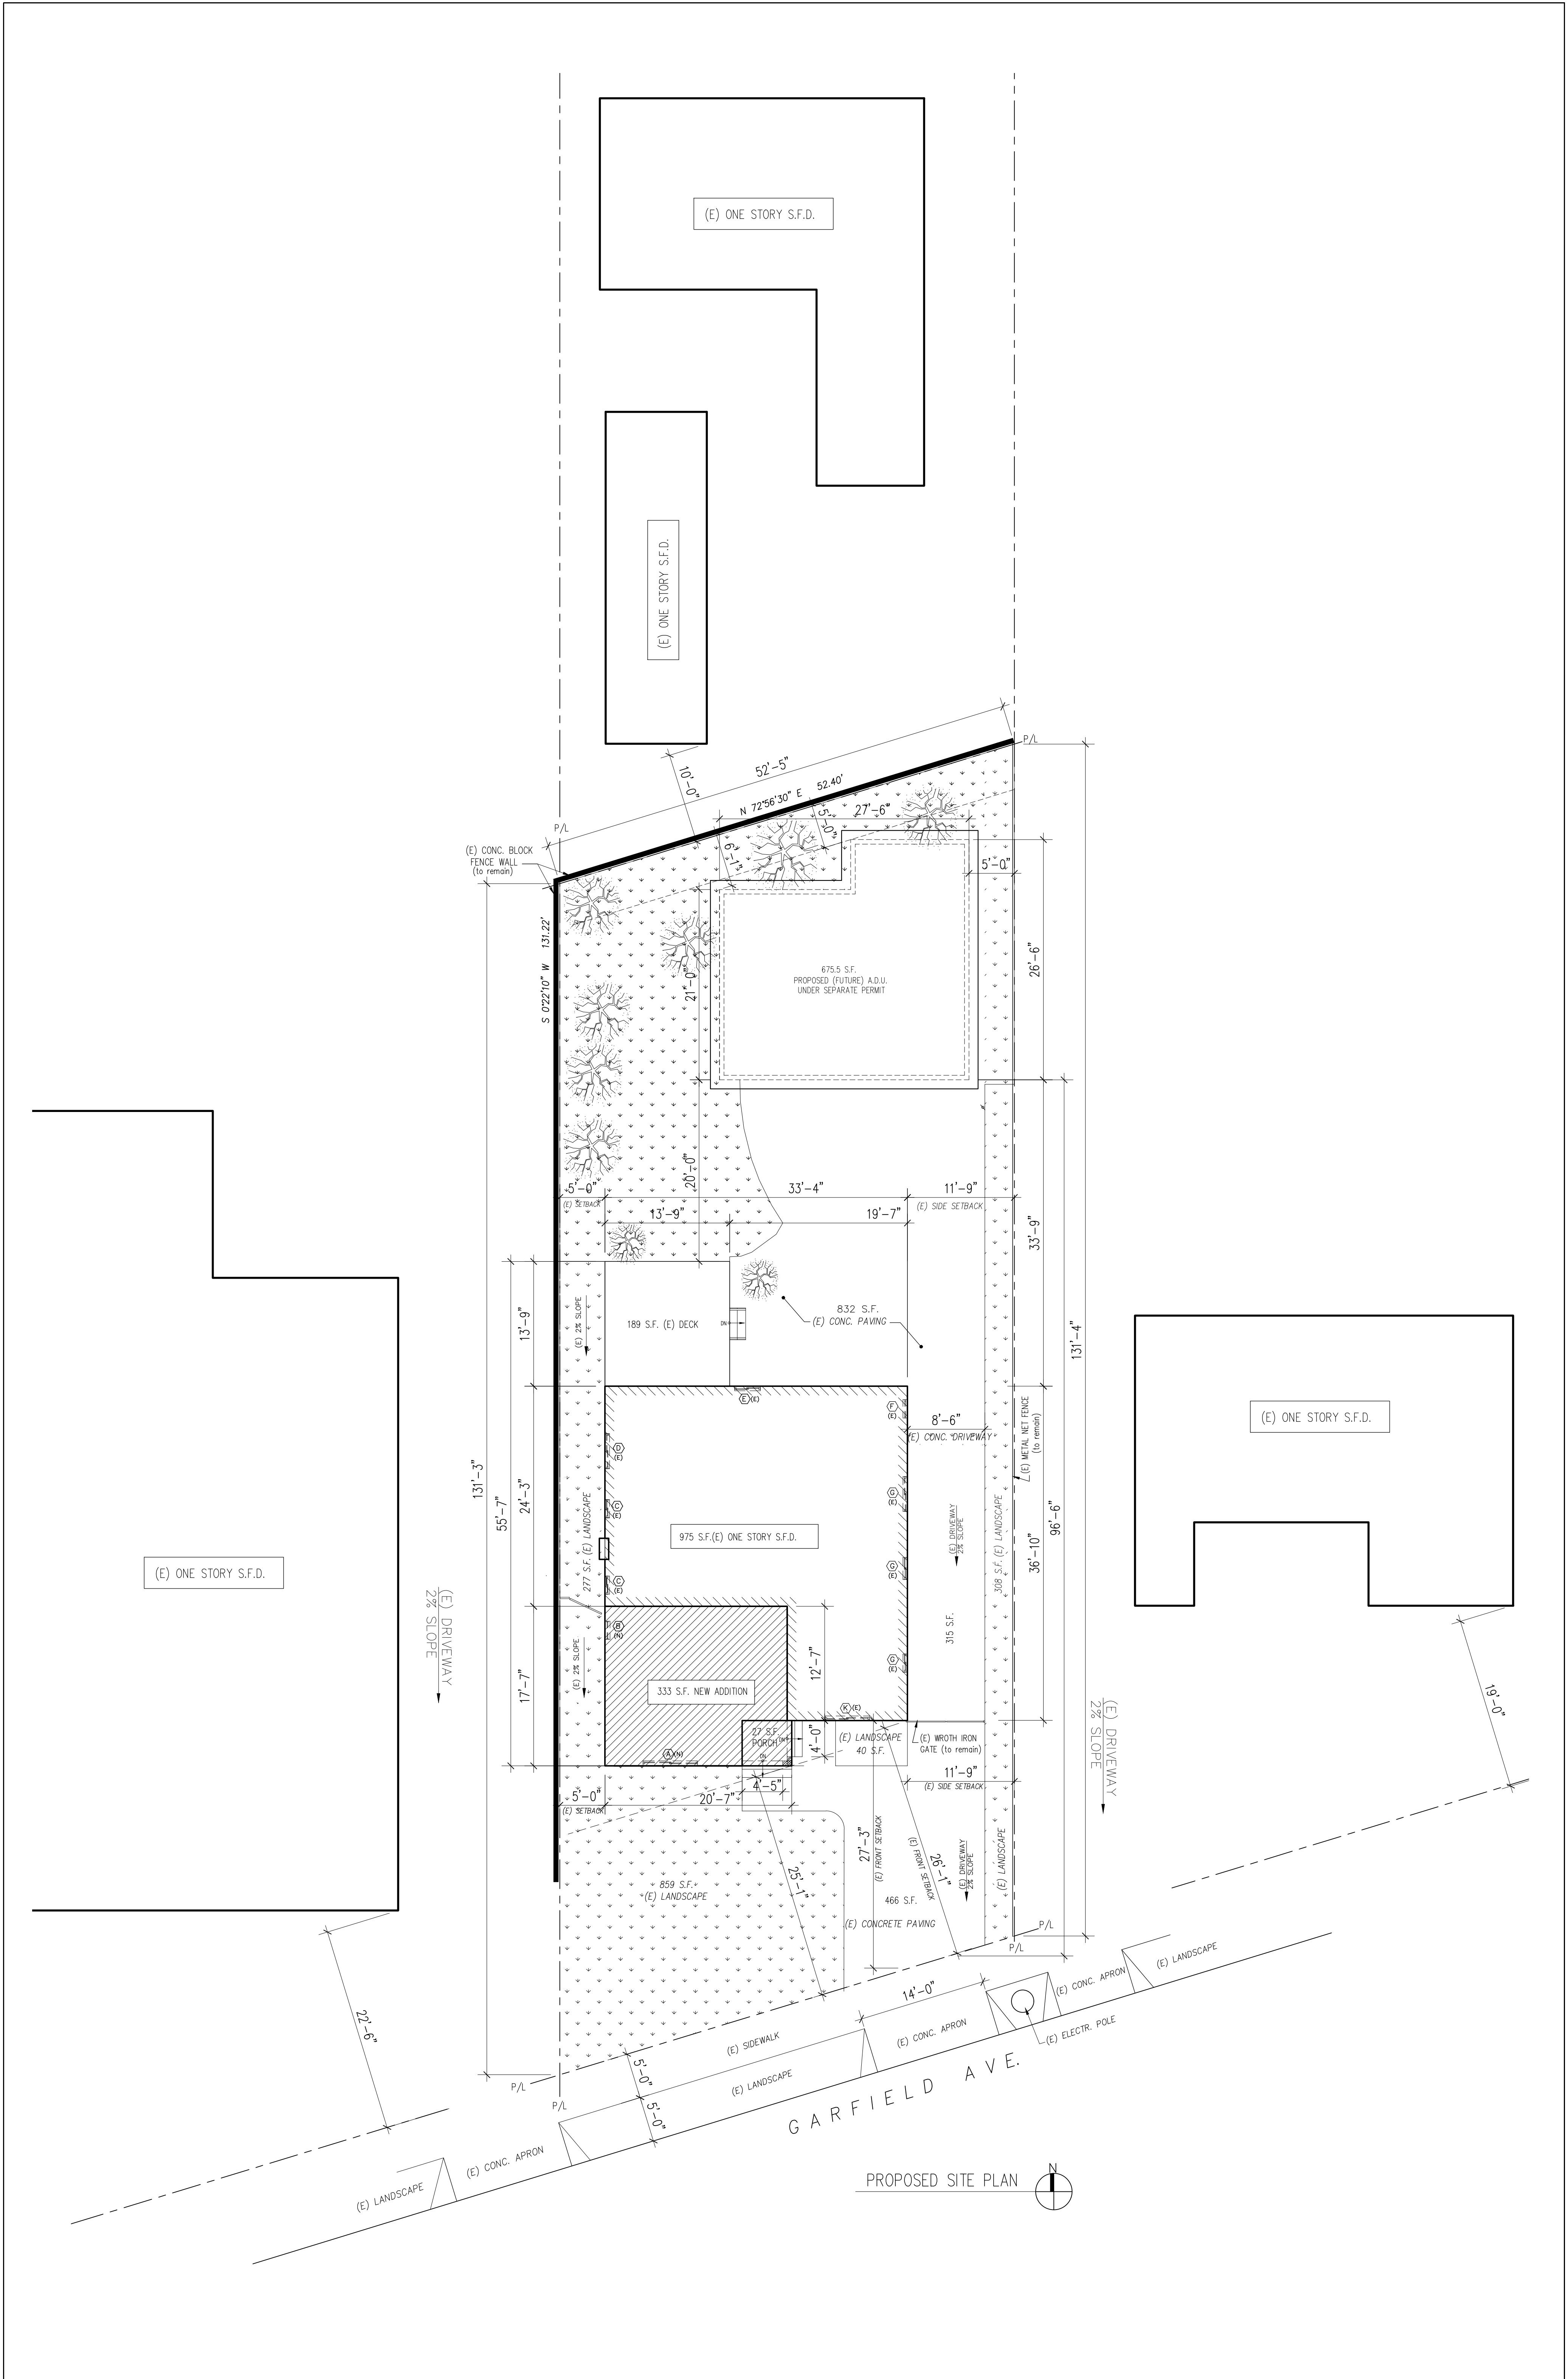 (E) ONE STORY S.F.D.
(E) ONE STORY S.F.D.
10'-0"
52'-5"
N 72°56'30" E    52.40'
P/L
P/L
(E) CONC. BLOCK
FENCE WALL
(to remain)
6'-1"
5'-0"
27'-6"
5'-0"
S 0°22'10" W    131.22'
21'-0"
675.5 S.F.
PROPOSED (FUTURE) A.D.U.
UNDER SEPARATE PERMIT
26'-6"
20'-0"
5'-0"
(E) SETBACK
33'-4"
11'-9"
(E) SIDE SETBACK
13'-9"
19'-7"
33'-9"
131'-4"
13'-9"
(E) 2% SLOPE
189 S.F. (E) DECK
DN
832 S.F.
(E) CONC. PAVING
131'-3"
55'-7"
24'-3"
E (E)
F
(E)
8'-6"
(E) CONC. DRIVEWAY
(E) METAL NET FENCE
(to remain)
(E) ONE STORY S.F.D.
D
(E)
C
(E)
G
(E)
277 S.F. (E) LANDSCAPE
975 S.F.(E) ONE STORY S.F.D.
(E) DRIVEWAY
2% SLOPE
308 S.F. (E) LANDSCAPE
36'-10"
96'-6"
(E) ONE STORY S.F.D.
C
(E)
G
(E)
(E) DRIVEWAY
2% SLOPE
B
(N)
(E) 2% SLOPE
17'-7"
12'-7"
315 S.F.
G
(E)
333 S.F. NEW ADDITION
K (E)
27 S.F.
PORCH
DN
DN
4'-0"
(E) LANDSCAPE
40 S.F.
(E) WROTH IRON
GATE (to remain)
19'-0"
(E) DRIVEWAY
2% SLOPE
A (N)
11'-9"
(E) SIDE SETBACK
4'-5"
5'-0"
(E) SETBACK
20'-7"
25'-1"
27'-3"
(E) FRONT SETBACK
26'-1"
(E) FRONT SETBACK
(E) DRIVEWAY
2% SLOPE
(E) LANDSCAPE
859 S.F.
(E) LANDSCAPE
466 S.F.
(E) CONCRETE PAVING
P/L
P/L
22'-6"
14'-0"
(E) LANDSCAPE
(E) CONC. APRON
(E) ELECTR. POLE
(E) CONC. APRON
(E) SIDEWALK
(E) LANDSCAPE
5'-0"
5'-0"
P/L
P/L
GARFIELD AVE.
(E) CONC. APRON
(E) LANDSCAPE
PROPOSED SITE PLAN
N